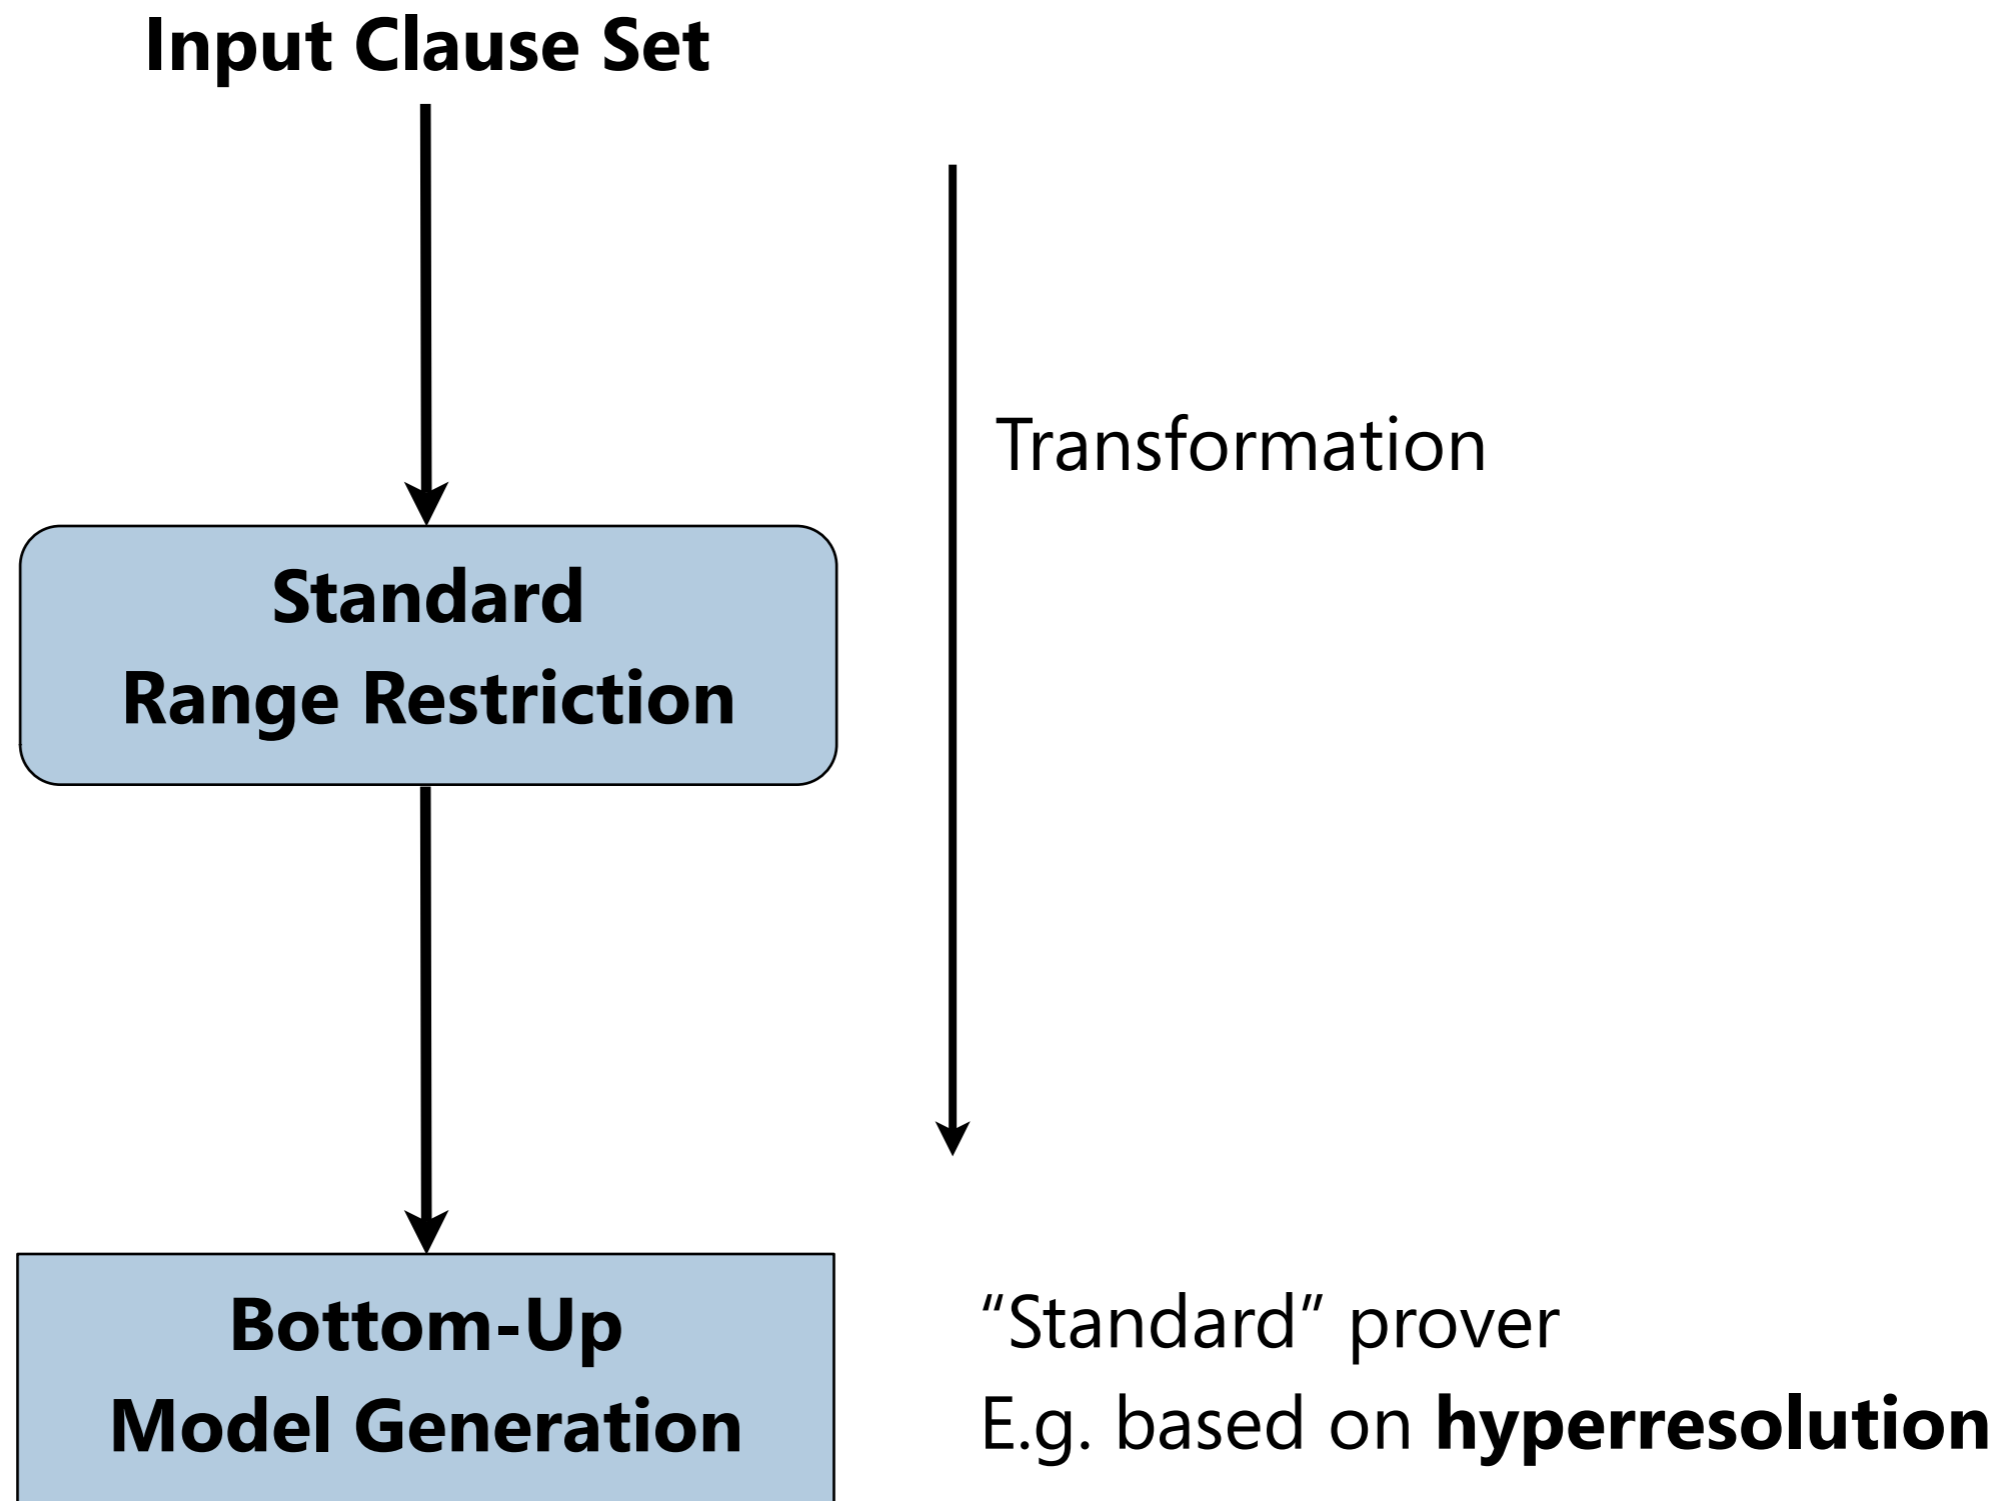 Input Clause Set
Transformation
Standard
Range Restriction
Bottom-Up
Model Generation
“Standard” prover
E.g. based on hyperresolution